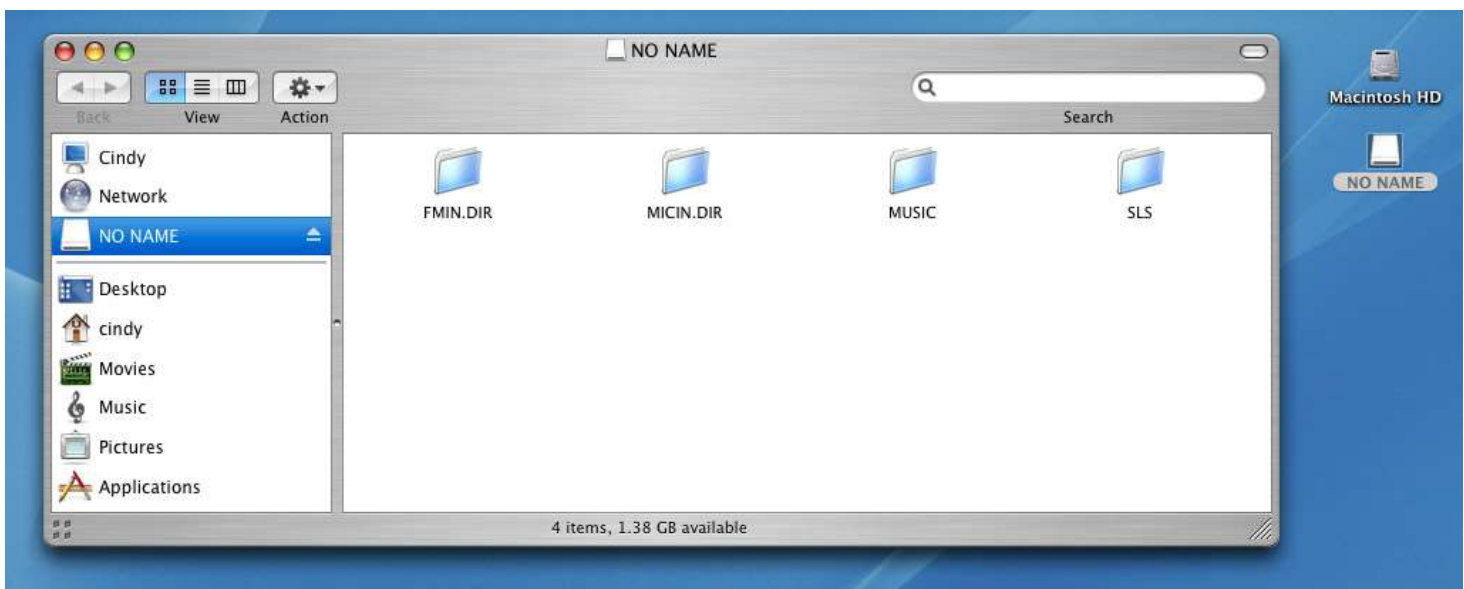 NO NAME
Back View Action Search
Cindy
Network
NO NAME
Desktop
cindy
Movies
Music
Pictures
Applications
FMIN.DIR MICIN.DIR MUSIC SLS
4 items, 1.38 GB available
Macintosh HD
NO NAME